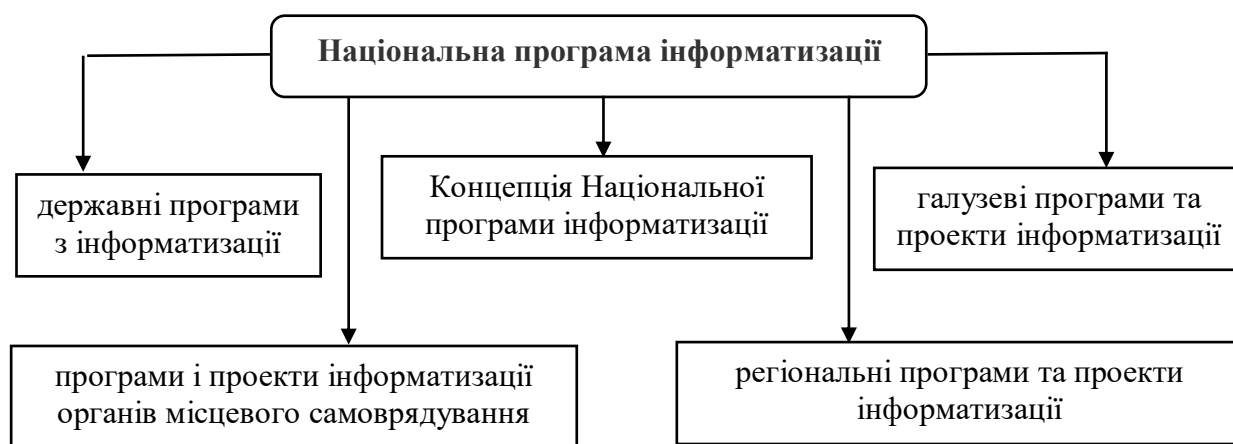 Національна програма інформатизації
державні програми
з інформатизації
Концепція Національної
програми інформатизації
галузеві програми та
проекти інформатизації
програми і проекти інформатизації
органів місцевого самоврядування
регіональні програми та проекти
інформатизації